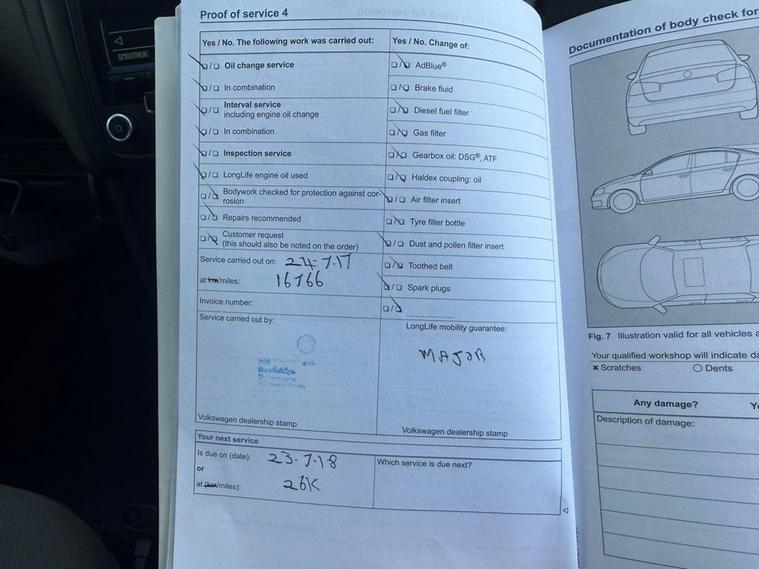 Proof of service 4
Yes / No. The following work was carried out:
Yes / No. Change of:
Oil change service
In combination
Interval service
including engine oil change
In combination
Inspection service
LongLife engine oil used
Bodywork checked for protection against cor-
rosion
Repairs recommended
Customer request
(this should also be noted on the order)
AdBlue®
Brake fluid
Diesel fuel filter
Gas filter
Gearbox oil: DSG®, ATF
Haldex coupling: oil
Air filter insert
Tyre filler bottle
Dust and pollen filter insert
Toothed belt
Spark plugs
Service carried out on: 24-7.17
at km/miles: 16766
Invoice number:
Service carried out by:
Volkswagen dealership stamp
LongLife mobility guarantee:
MAJOR
Volkswagen dealership stamp
Your next service
Is due on (date): 23.7.18
or
at (km/miles): 26K
Which service is due next?
Documentation of body check for
Fig. 7 Illustration valid for all vehicles
Your qualified workshop will indicate
× Scratches
Dents
Any damage?
Description of damage: